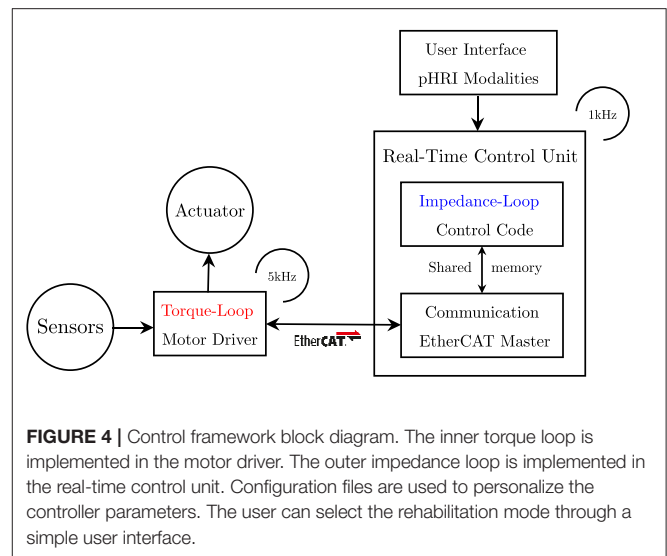 User Interface
pHRI Modalities
1kHz
Real-Time Control Unit
Impedance-Loop
Control Code
Shared memory
Communication
EtherCAT Master
Actuator
5kHz
Torque-Loop
Motor Driver
Sensors
EtherCAT.
FIGURE 4 | Control framework block diagram. The inner torque loop is
implemented in the motor driver. The outer impedance loop is implemented in
the real-time control unit. Configuration files are used to personalize the
controller parameters. The user can select the rehabilitation mode through a
simple user interface.